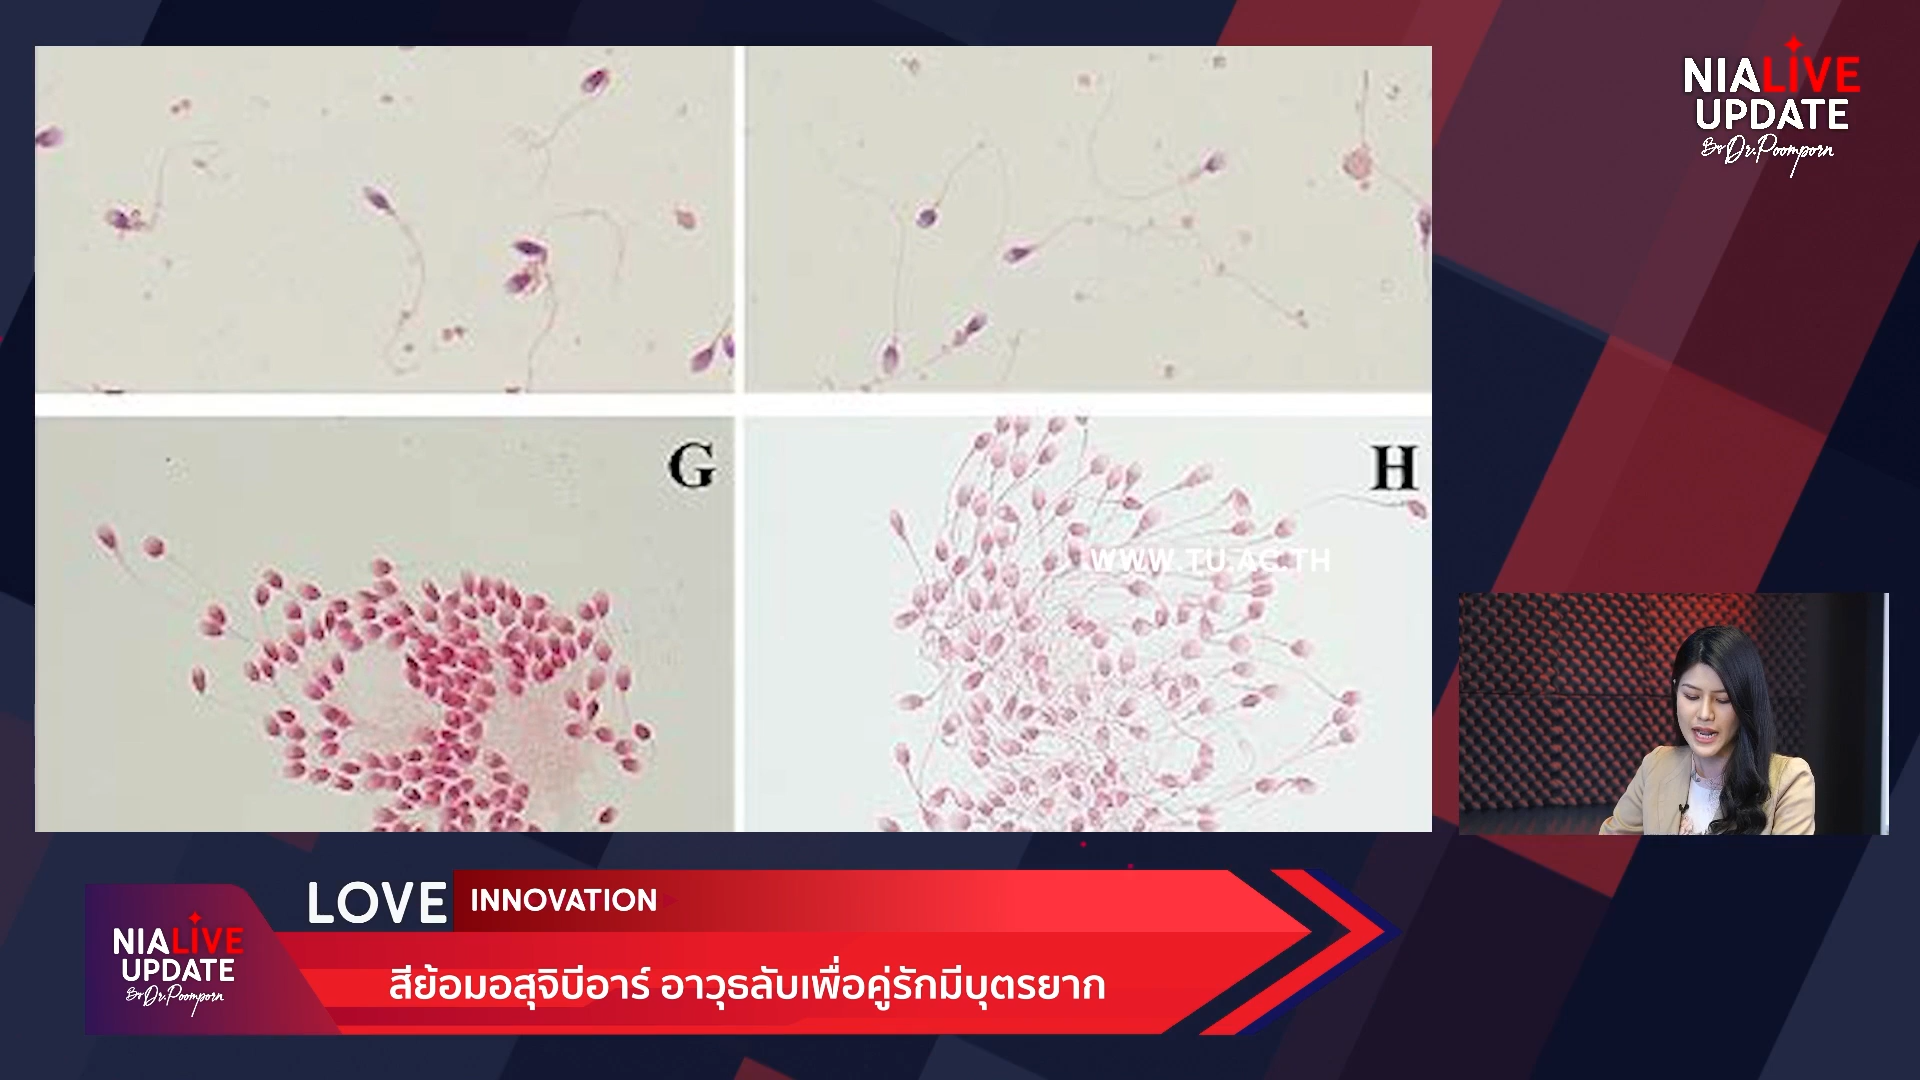 NIALIVE
UPDATE
By Dr.Poomporn
G
H
WWW.TU.AC.TH
LOVE INNOVATION
NIALIVE
UPDATE
By Dr.Poomporn
สีย้อมอสุจิบีอาร์ อาวุธลับเพื่อคู่รักมีบุตรยาก